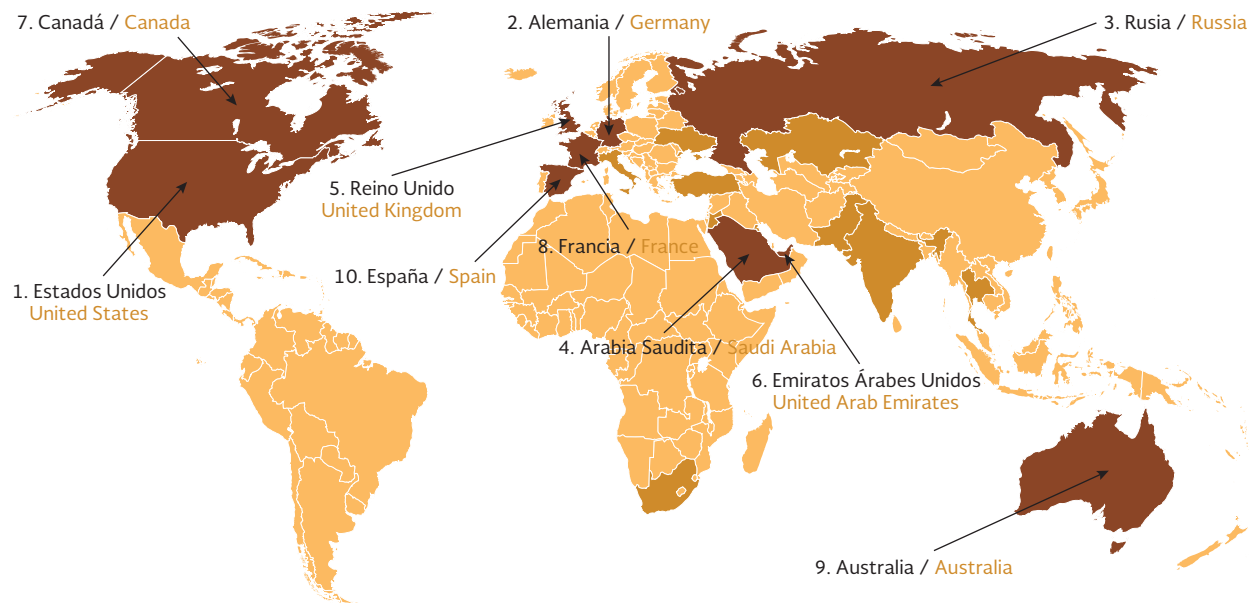 7. Canadá / Canada
2. Alemania / Germany
3. Rusia / Russia
5. Reino Unido
United Kingdom
8. Francia / France
10. España / Spain
1. Estados Unidos
United States
4. Arabia Saudita / Saudi Arabia
6. Emiratos Árabes Unidos
United Arab Emirates
9. Australia / Australia